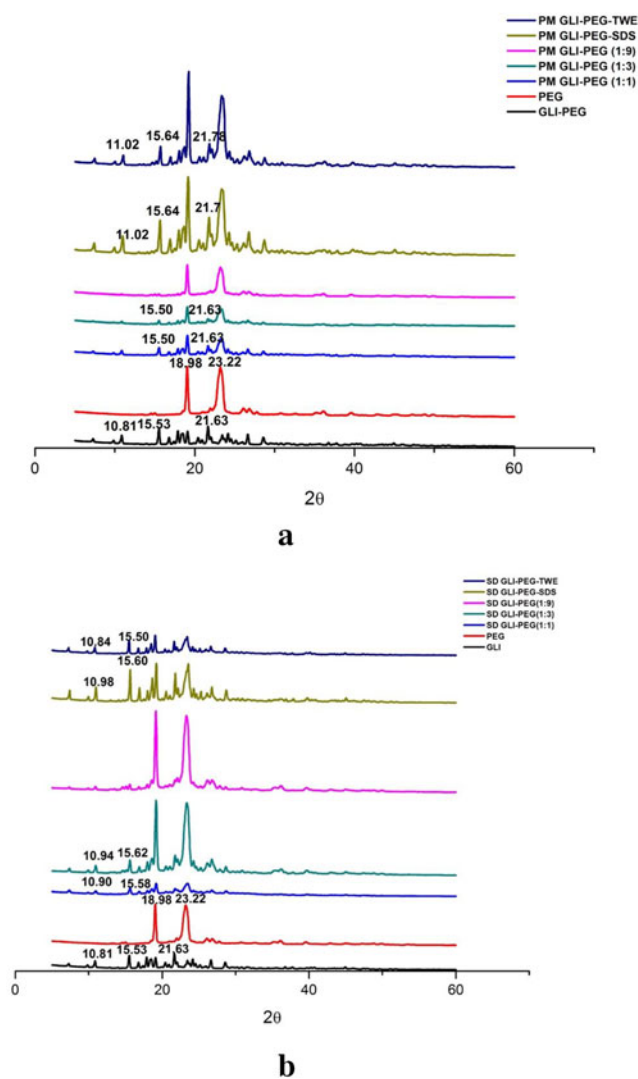 PM GLI-PEG-TWE
PM GLI-PEG-SDS
PM GLI-PEG (1:9)
PM GLI-PEG (1:3)
PM GLI-PEG (1:1)
PEG
GLI-PEG
11.02 15.64 21.78
11.02 15.64 21.7
15.50 21.63
15.50 21.63
18.98 23.22
10.81 15.53 21.63
0 20 40 60
2θ
a
SD GLI-PEG-TWE
SD GLI-PEG-SDS
SD GLI-PEG(1:9)
SD GLI-PEG(1:3)
SD GLI-PEG(1:1)
PEG
GLI
10.84 15.50
10.98 15.60
10.94 15.62
10.90 15.58
18.98 23.22
10.81 15.53 21.63
0 20 40 60
2θ
b